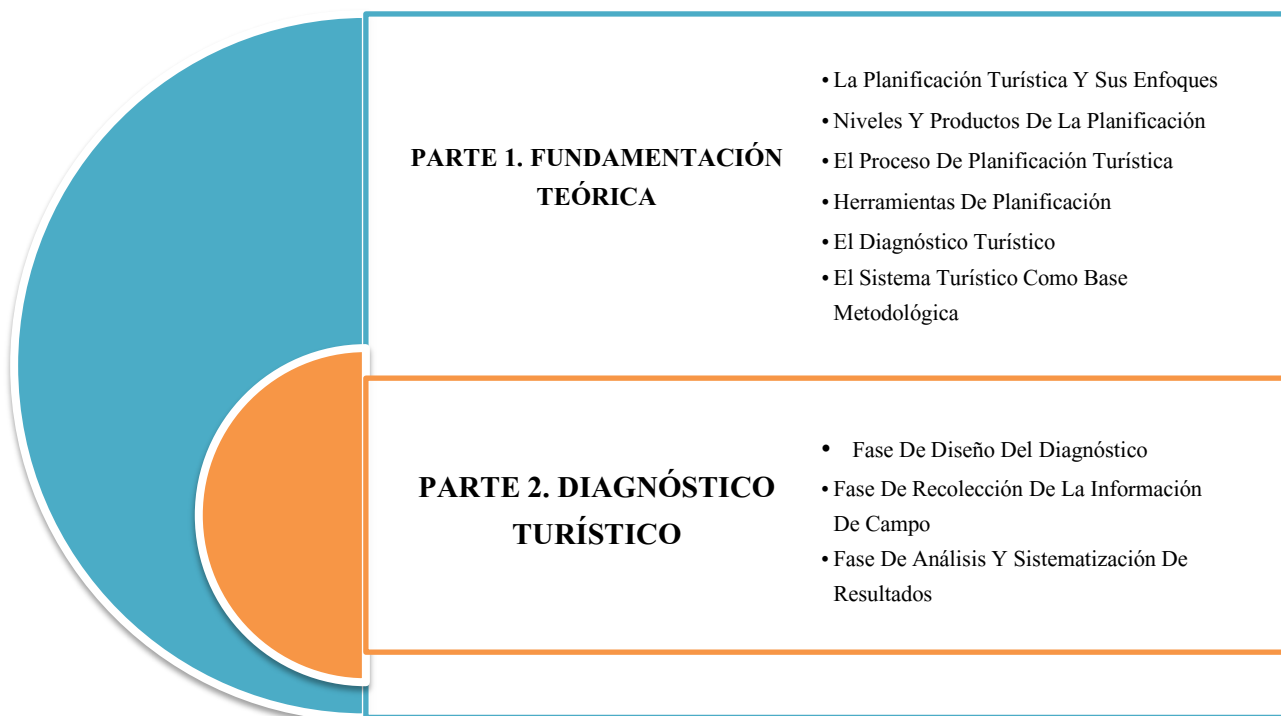 PARTE 1. FUNDAMENTACIÓN
TEÓRICA
• La Planificación Turística Y Sus Enfoques
• Niveles Y Productos De La Planificación
• El Proceso De Planificación Turística
• Herramientas De Planificación
• El Diagnóstico Turístico
• El Sistema Turístico Como Base
Metodológica
PARTE 2. DIAGNÓSTICO
TURÍSTICO
• Fase De Diseño Del Diagnóstico
• Fase De Recolección De La Información
De Campo
• Fase De Análisis Y Sistematización De
Resultados